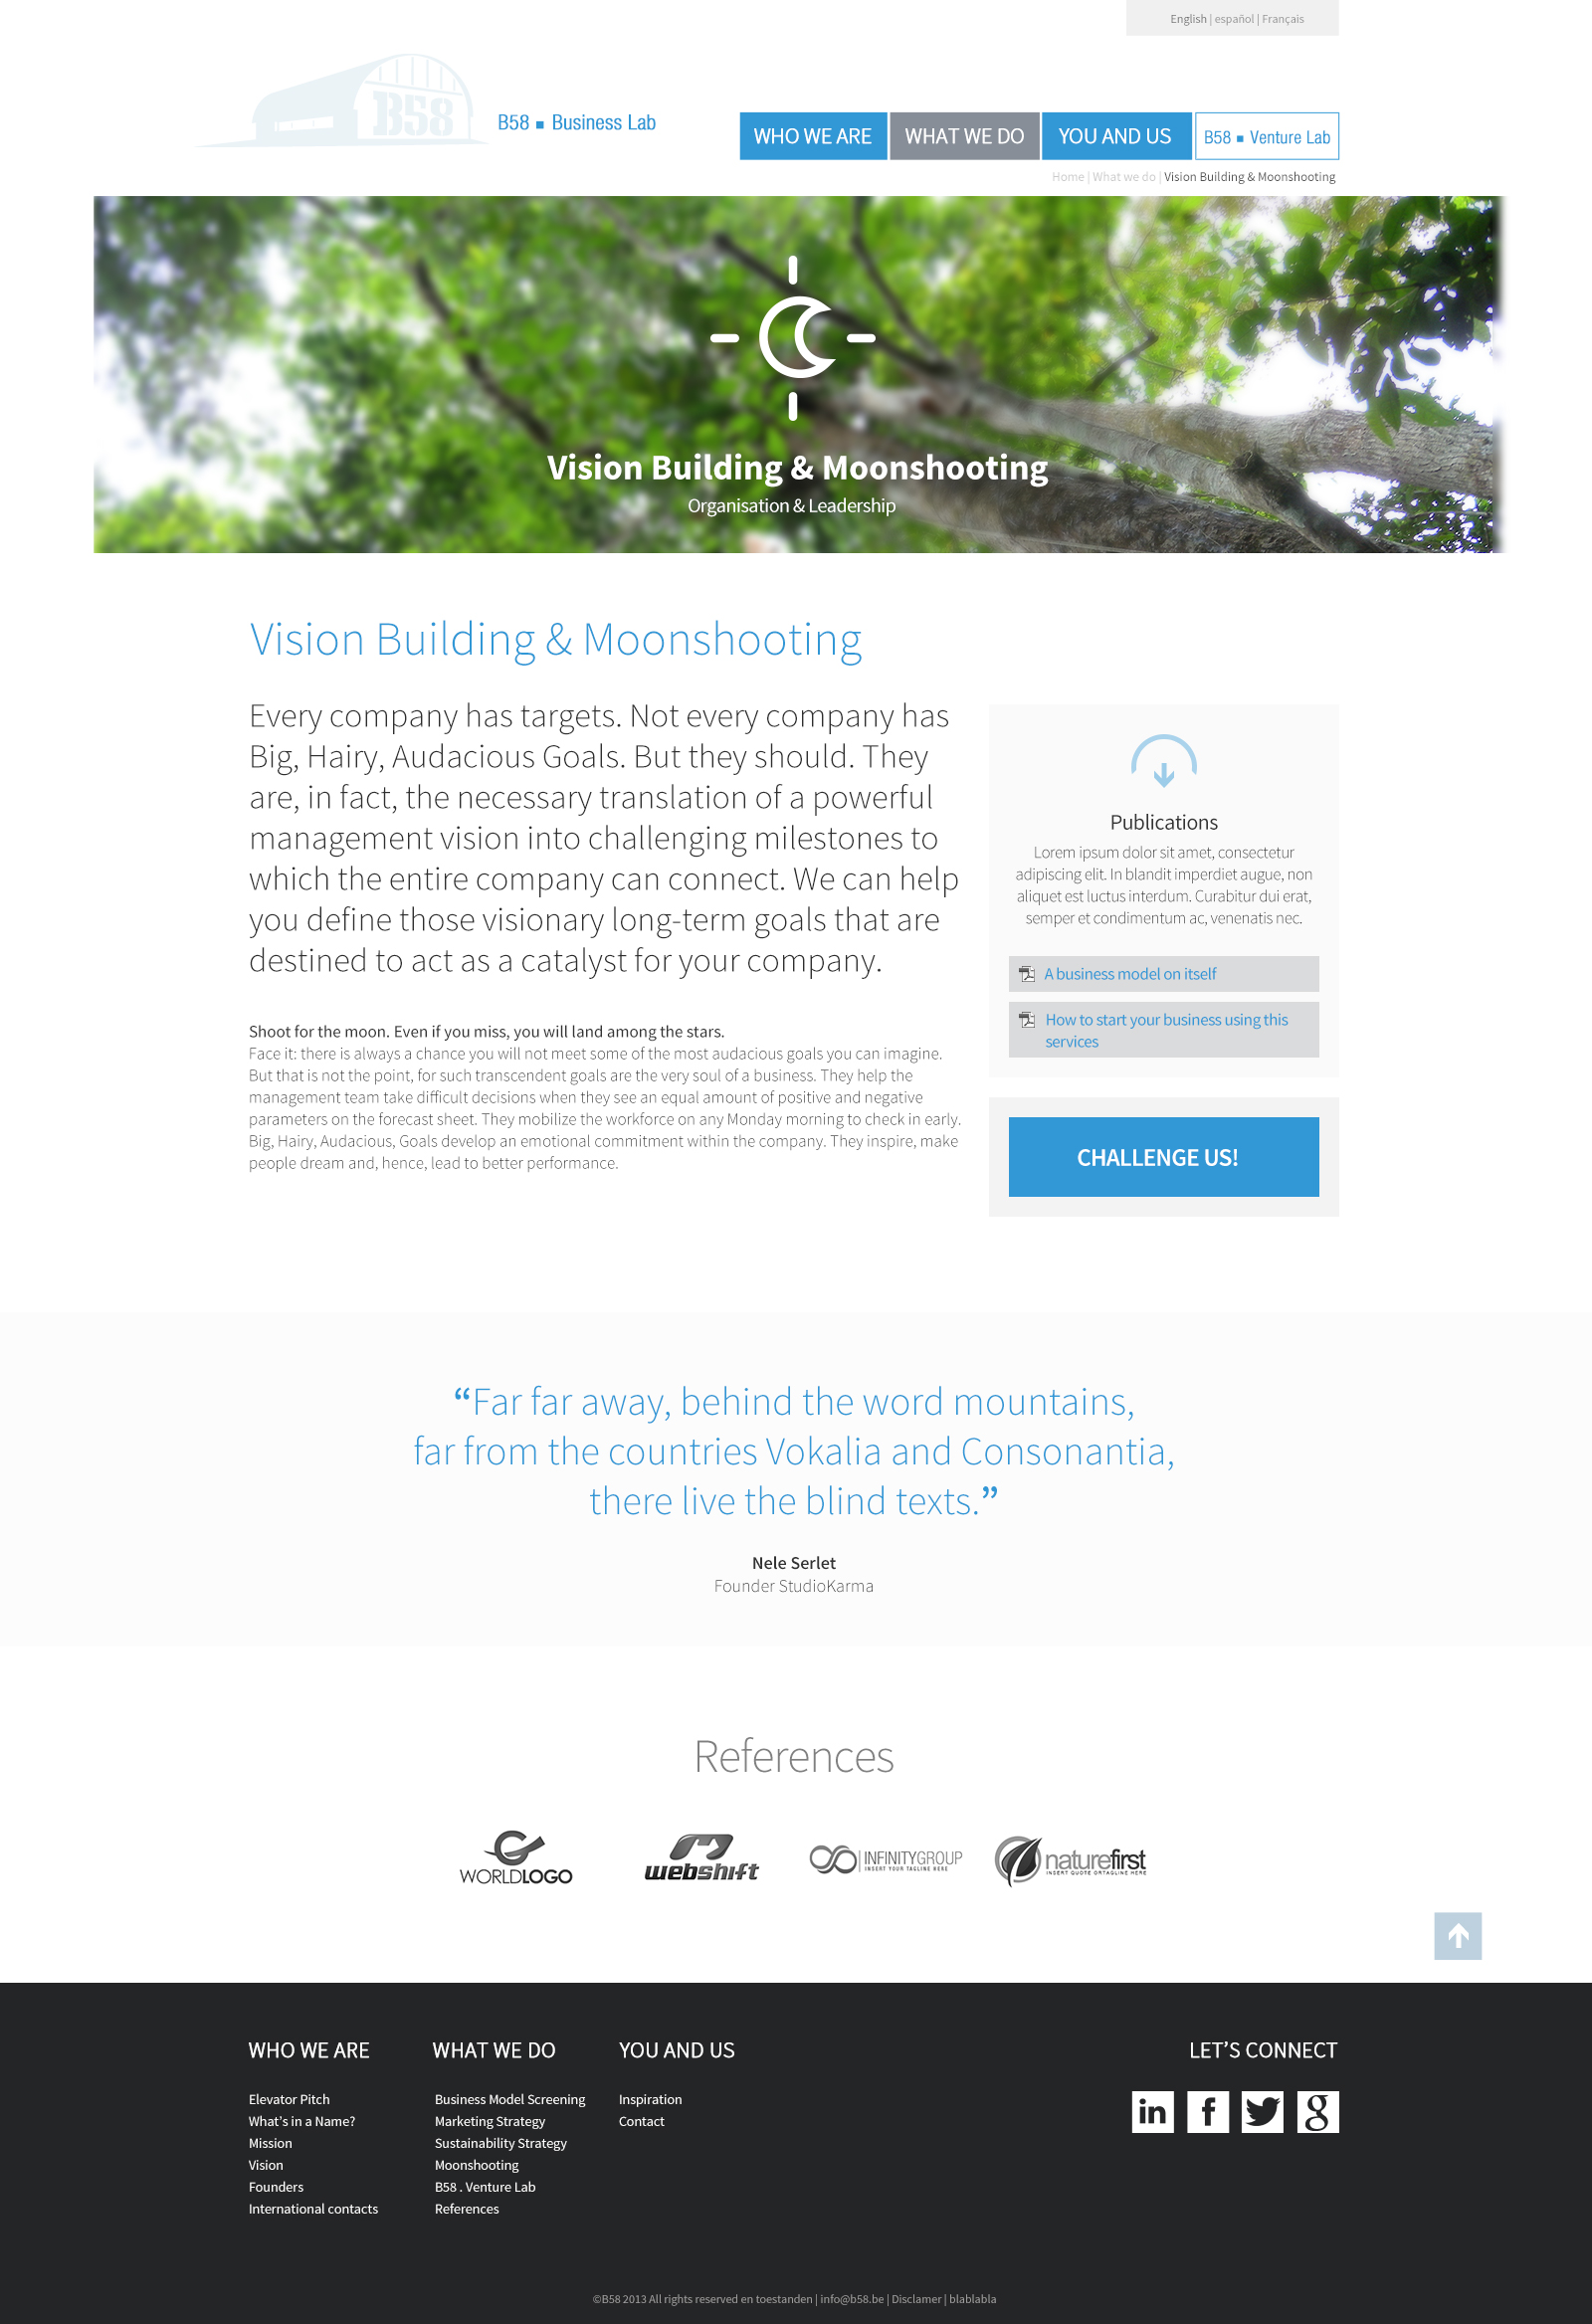 English | español | Français
B58
B58 ■ Business Lab
WHO WE ARE
WHAT WE DO
YOU AND US
B58 ■ Venture Lab
Home | What we do | Vision Building & Moonshooting
Vision Building & Moonshooting
Organisation & Leadership
Vision Building & Moonshooting
Every company has targets. Not every company has
Big, Hairy, Audacious Goals. But they should. They
are, in fact, the necessary translation of a powerful
management vision into challenging milestones to
which the entire company can connect. We can help
you define those visionary long-term goals that are
destined to act as a catalyst for your company.
Shoot for the moon. Even if you miss, you will land among the stars.
Face it: there is always a chance you will not meet some of the most audacious goals you can imagine.
But that is not the point, for such transcendent goals are the very soul of a business. They help the
management team take difficult decisions when they see an equal amount of positive and negative
parameters on the forecast sheet. They mobilize the workforce on any Monday morning to check in early.
Big, Hairy, Audacious, Goals develop an emotional commitment within the company. They inspire, make
people dream and, hence, lead to better performance.
Publications
Lorem ipsum dolor sit amet, consectetur
adipiscing elit. In blandit imperdiet augue, non
aliquet est luctus interdum. Curabitur dui erat,
semper et condimentum ac, venenatis nec.
A business model on itself
How to start your business using this
services
CHALLENGE US!
“Far far away, behind the word mountains,
far from the countries Vokalia and Consonantia,
there live the blind texts.”
Nele Serlet
Founder StudioKarma
References
WORLDLOGO
webshift
INFINITYGROUP
INSERT YOUR TAGLINE HERE
naturefirst
INSERT QUOTE ORTAGLINE HERE
WHO WE ARE
Elevator Pitch
What's in a Name?
Mission
Vision
Founders
International contacts
WHAT WE DO
Business Model Screening
Marketing Strategy
Sustainability Strategy
Moonshooting
B58 . Venture Lab
References
YOU AND US
Inspiration
Contact
LET'S CONNECT
in f g
©B58 2013 All rights reserved en toestanden | info@b58.be | Disclamer | blablabla